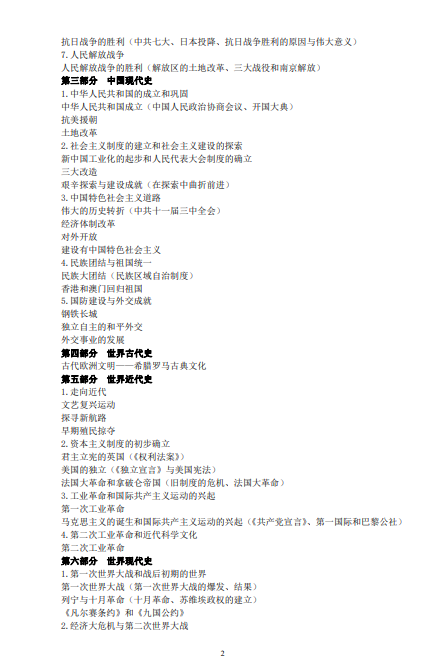 抗日战争的胜利（中共七大、日本投降、抗日战争胜利的原因与伟大意义）
7.人民解放战争
人民解放战争的胜利（解放区的土地改革、三大战役和南京解放）
第三部分 中国现代史
1.中华人民共和国的成立和巩固
中华人民共和国成立（中国人民政治协商会议、开国大典）
抗美援朝
土地改革
2.社会主义制度的建立和社会主义建设的探索
新中国工业化的起步和人民代表大会制度的确立
三大改造
艰辛探索与建设成就（在探索中曲折前进）
3.中国特色社会主义道路
伟大的历史转折（中共十一届三中全会）
经济体制改革
对外开放
建设有中国特色社会主义
4.民族团结与祖国统一
民族大团结（民族区域自治制度）
香港和澳门回归祖国
5.国防建设与外交成就
钢铁长城
独立自主的和平外交
外交事业的发展
第四部分 世界古代史
古代欧洲文明——希腊罗马古典文化
第五部分 世界近代史
1.走向近代
文艺复兴运动
探寻新航路
早期殖民掠夺
2.资本主义制度的初步确立
君主立宪的英国（《权利法案》）
美国的独立（《独立宣言》与美国宪法）
法国大革命和拿破仑帝国（旧制度的危机、法国大革命）
3.工业革命和国际共产主义运动的兴起
第一次工业革命
马克思主义的诞生和国际共产主义运动的兴起（《共产党宣言》、第一国际和巴黎公社）
4.第二次工业革命和近代科学文化
第二次工业革命
第六部分 世界现代史
1.第一次世界大战和战后初期的世界
第一次世界大战（第一次世界大战的爆发、结果）
列宁与十月革命（十月革命、苏维埃政权的建立）
《凡尔赛条约》和《九国公约》
2.经济大危机与第二次世界大战
2